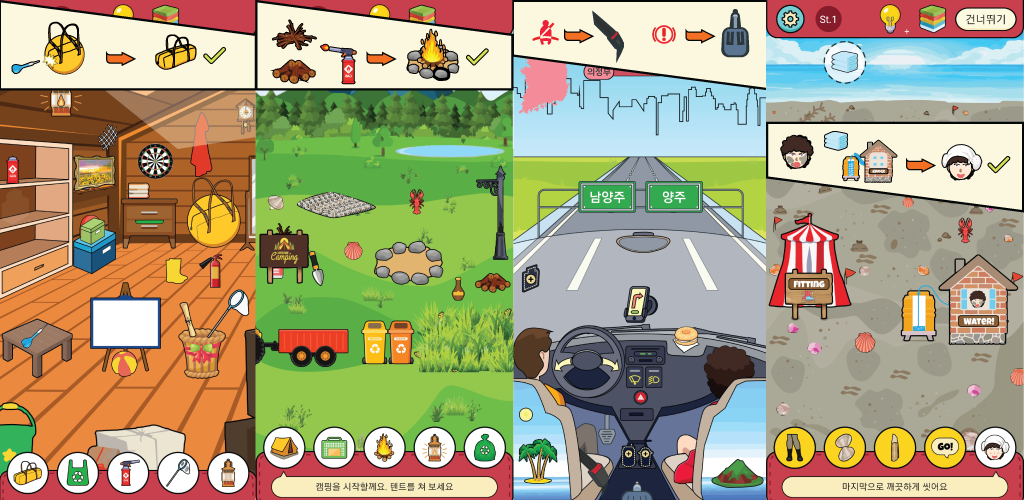 St.1
건너뛰기
의정부
남양주
양주
Camping
FITTING
WATER!
GO!
캠핑을 시작할께요. 텐트를 쳐 보세요
마지막으로 깨끗하게 씻어요